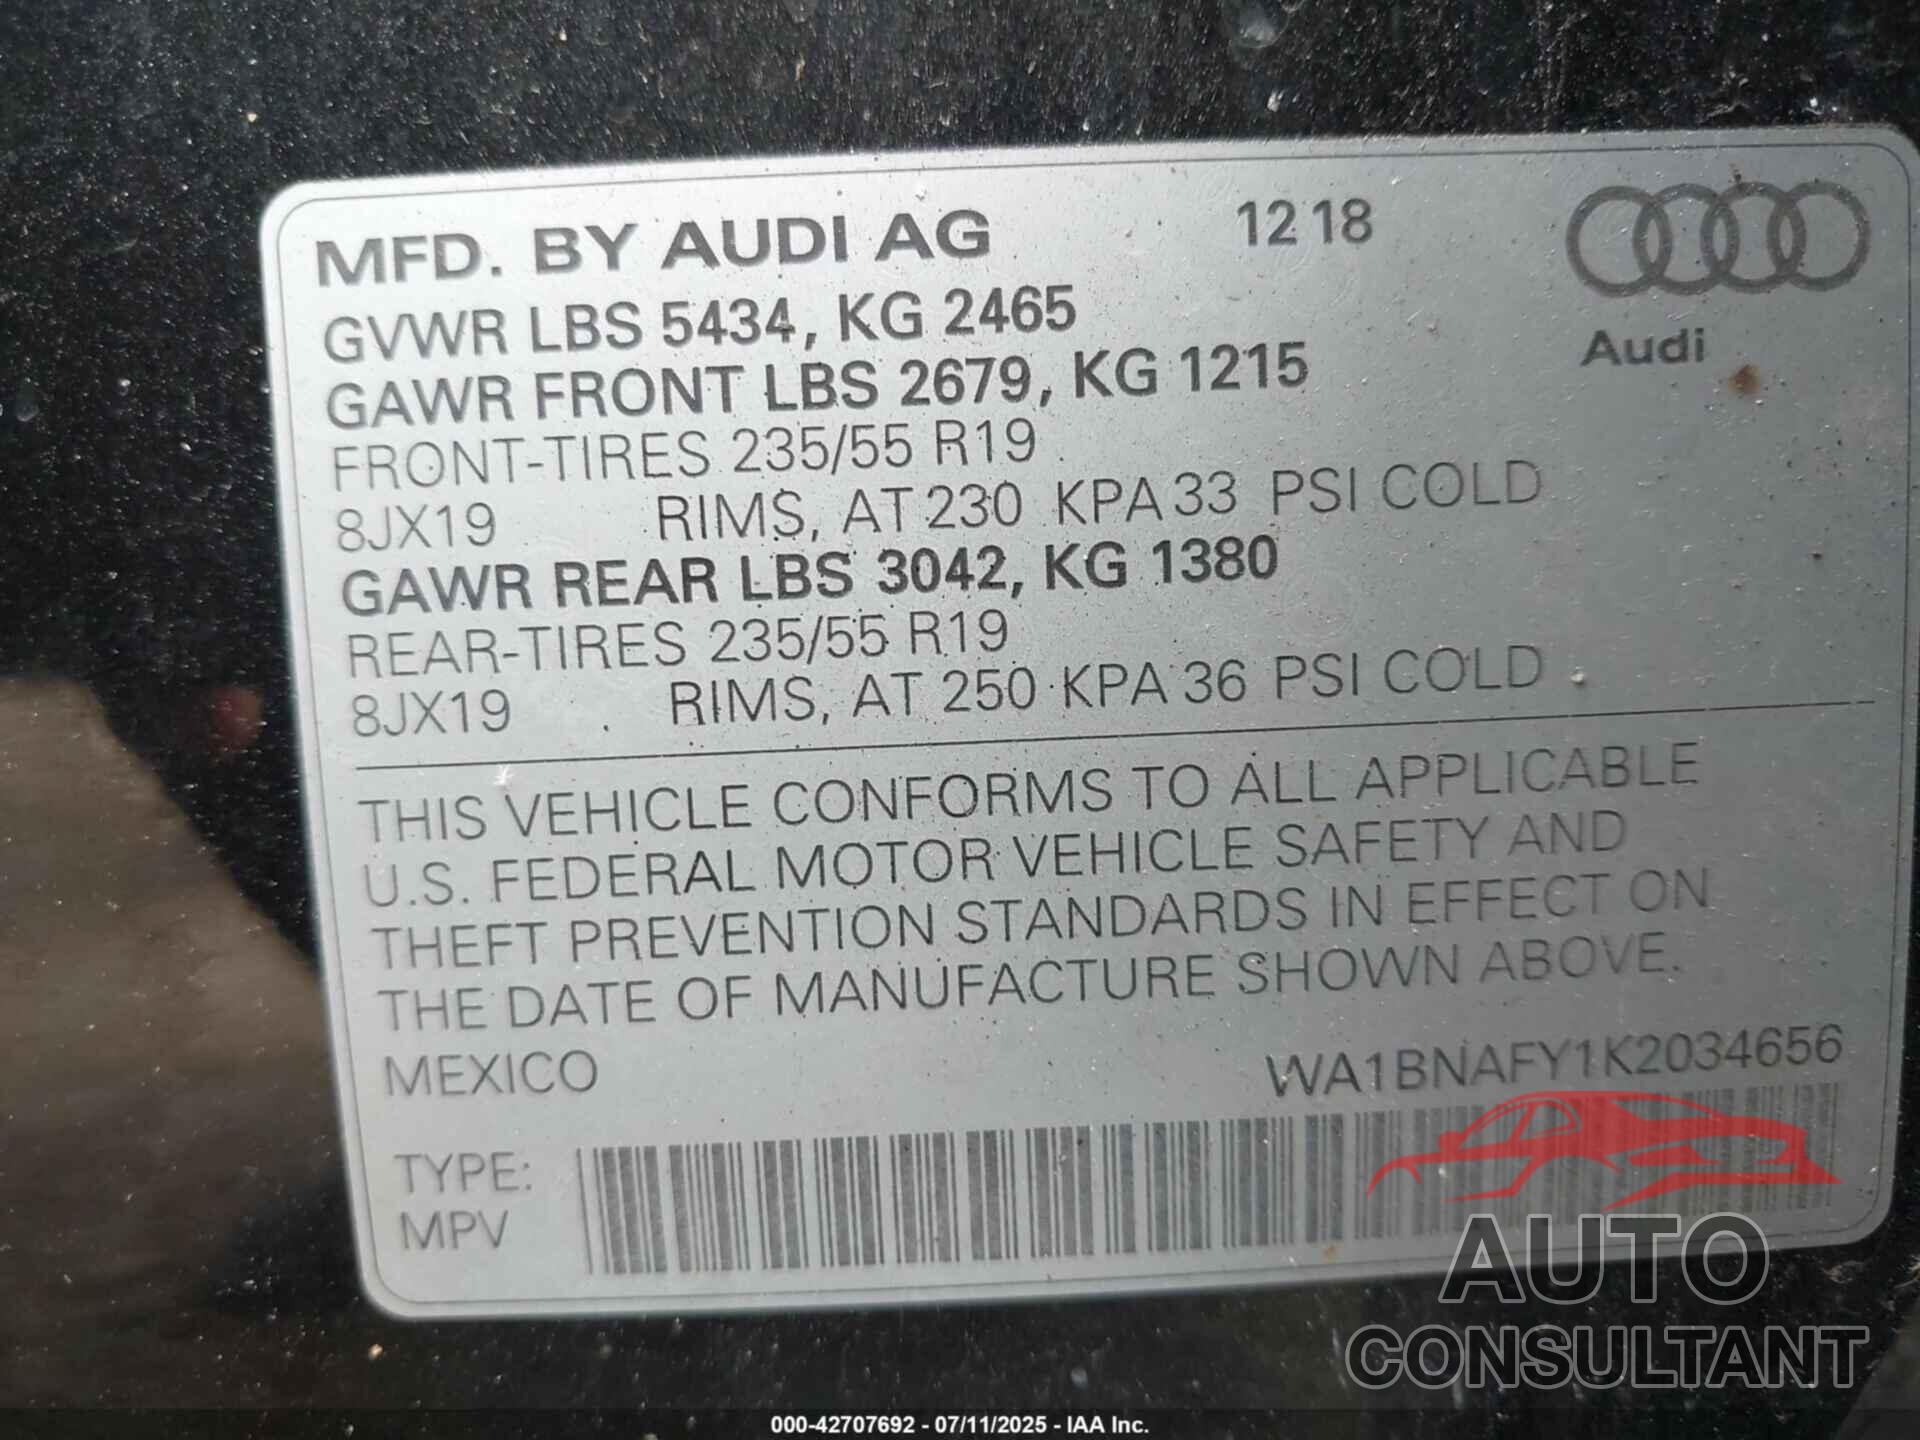 MFD. BY AUDI AG 12 18
GVWR LBS 5434, KG 2465
Audi
GAWR FRONT LBS 2679, KG 1215
FRONT-TIRES 235/55 R19
8JX19 RIMS, AT 230 KPA 33 PSI COLD
GAWR REAR LBS 3042, KG 1380
REAR-TIRES 235/55 R19
8JX19 RIMS, AT 250 KPA 36 PSI COLD
THIS VEHICLE CONFORMS TO ALL APPLICABLE
U.S. FEDERAL MOTOR VEHICLE SAFETY AND
THEFT PREVENTION STANDARDS IN EFFECT ON
THE DATE OF MANUFACTURE SHOWN ABOVE.
MEXICO WA1BNAFY1K2034656
TYPE:
MPV
AUTO
CONSULTANT
000-42707692 - 07/11/2025 - IAA Inc.